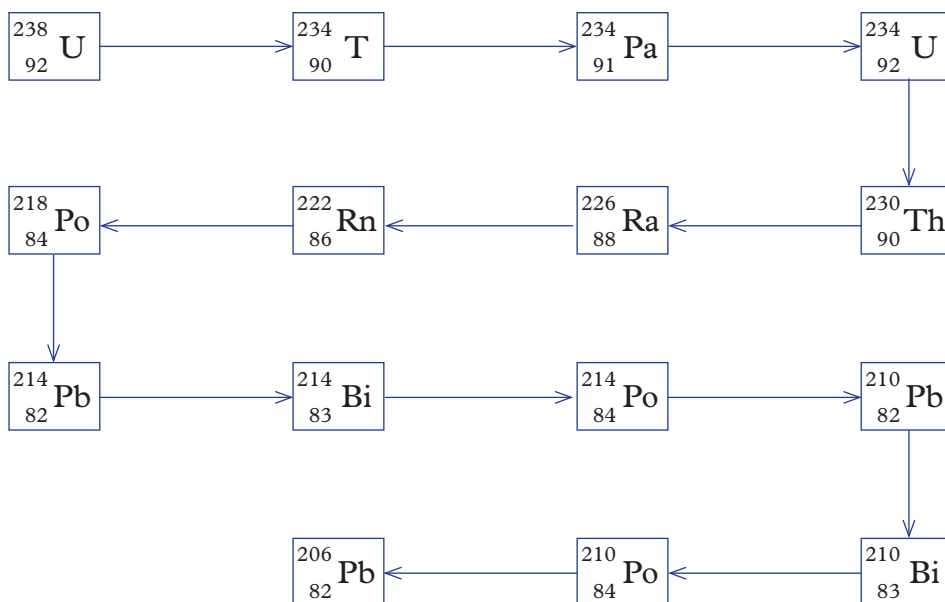 238 92 U 234 90 T 234 91 Pa 234 92 U
218 84 Po 222 86 Rn 226 88 Ra 230 90 Th
214 82 Pb 214 83 Bi 214 84 Po 210 82 Pb
206 82 Pb 210 84 Po 210 83 Bi